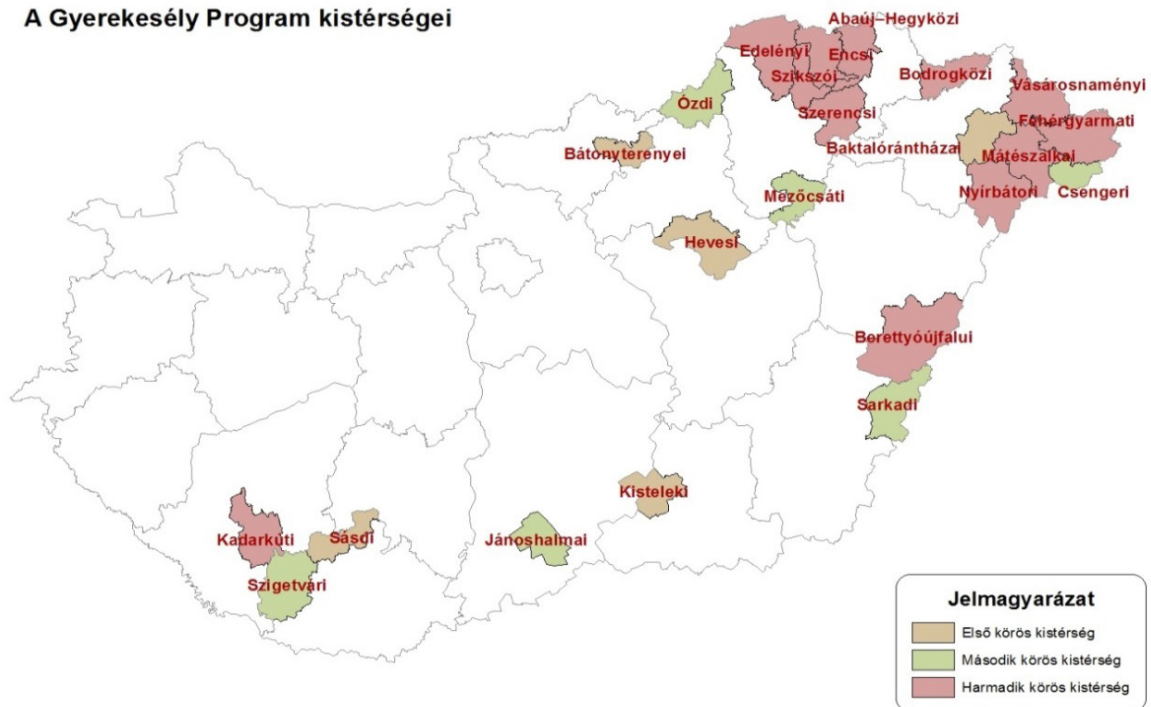 A Gyerekesély Program kistérségei
Abaúj–Hegyközi
Edelényi
Encsi
Szikszói
Bodrogközi
Vásárosnaményi
Ózdi
Szerencsi
Fehérgyarmati
Baktalórántházai
Bátonyterenyei
Mátészalkai
Mezőcsáti
Nyírbátori
Csengeri
Hevesi
Berettyóújfalui
Sarkadi
Kisteleki
Kadarkúti
Sásdi
Jánoshalmai
Szigetvári
Jelmagyarázat
Első körös kistérség
Második körös kistérség
Harmadik körös kistérség